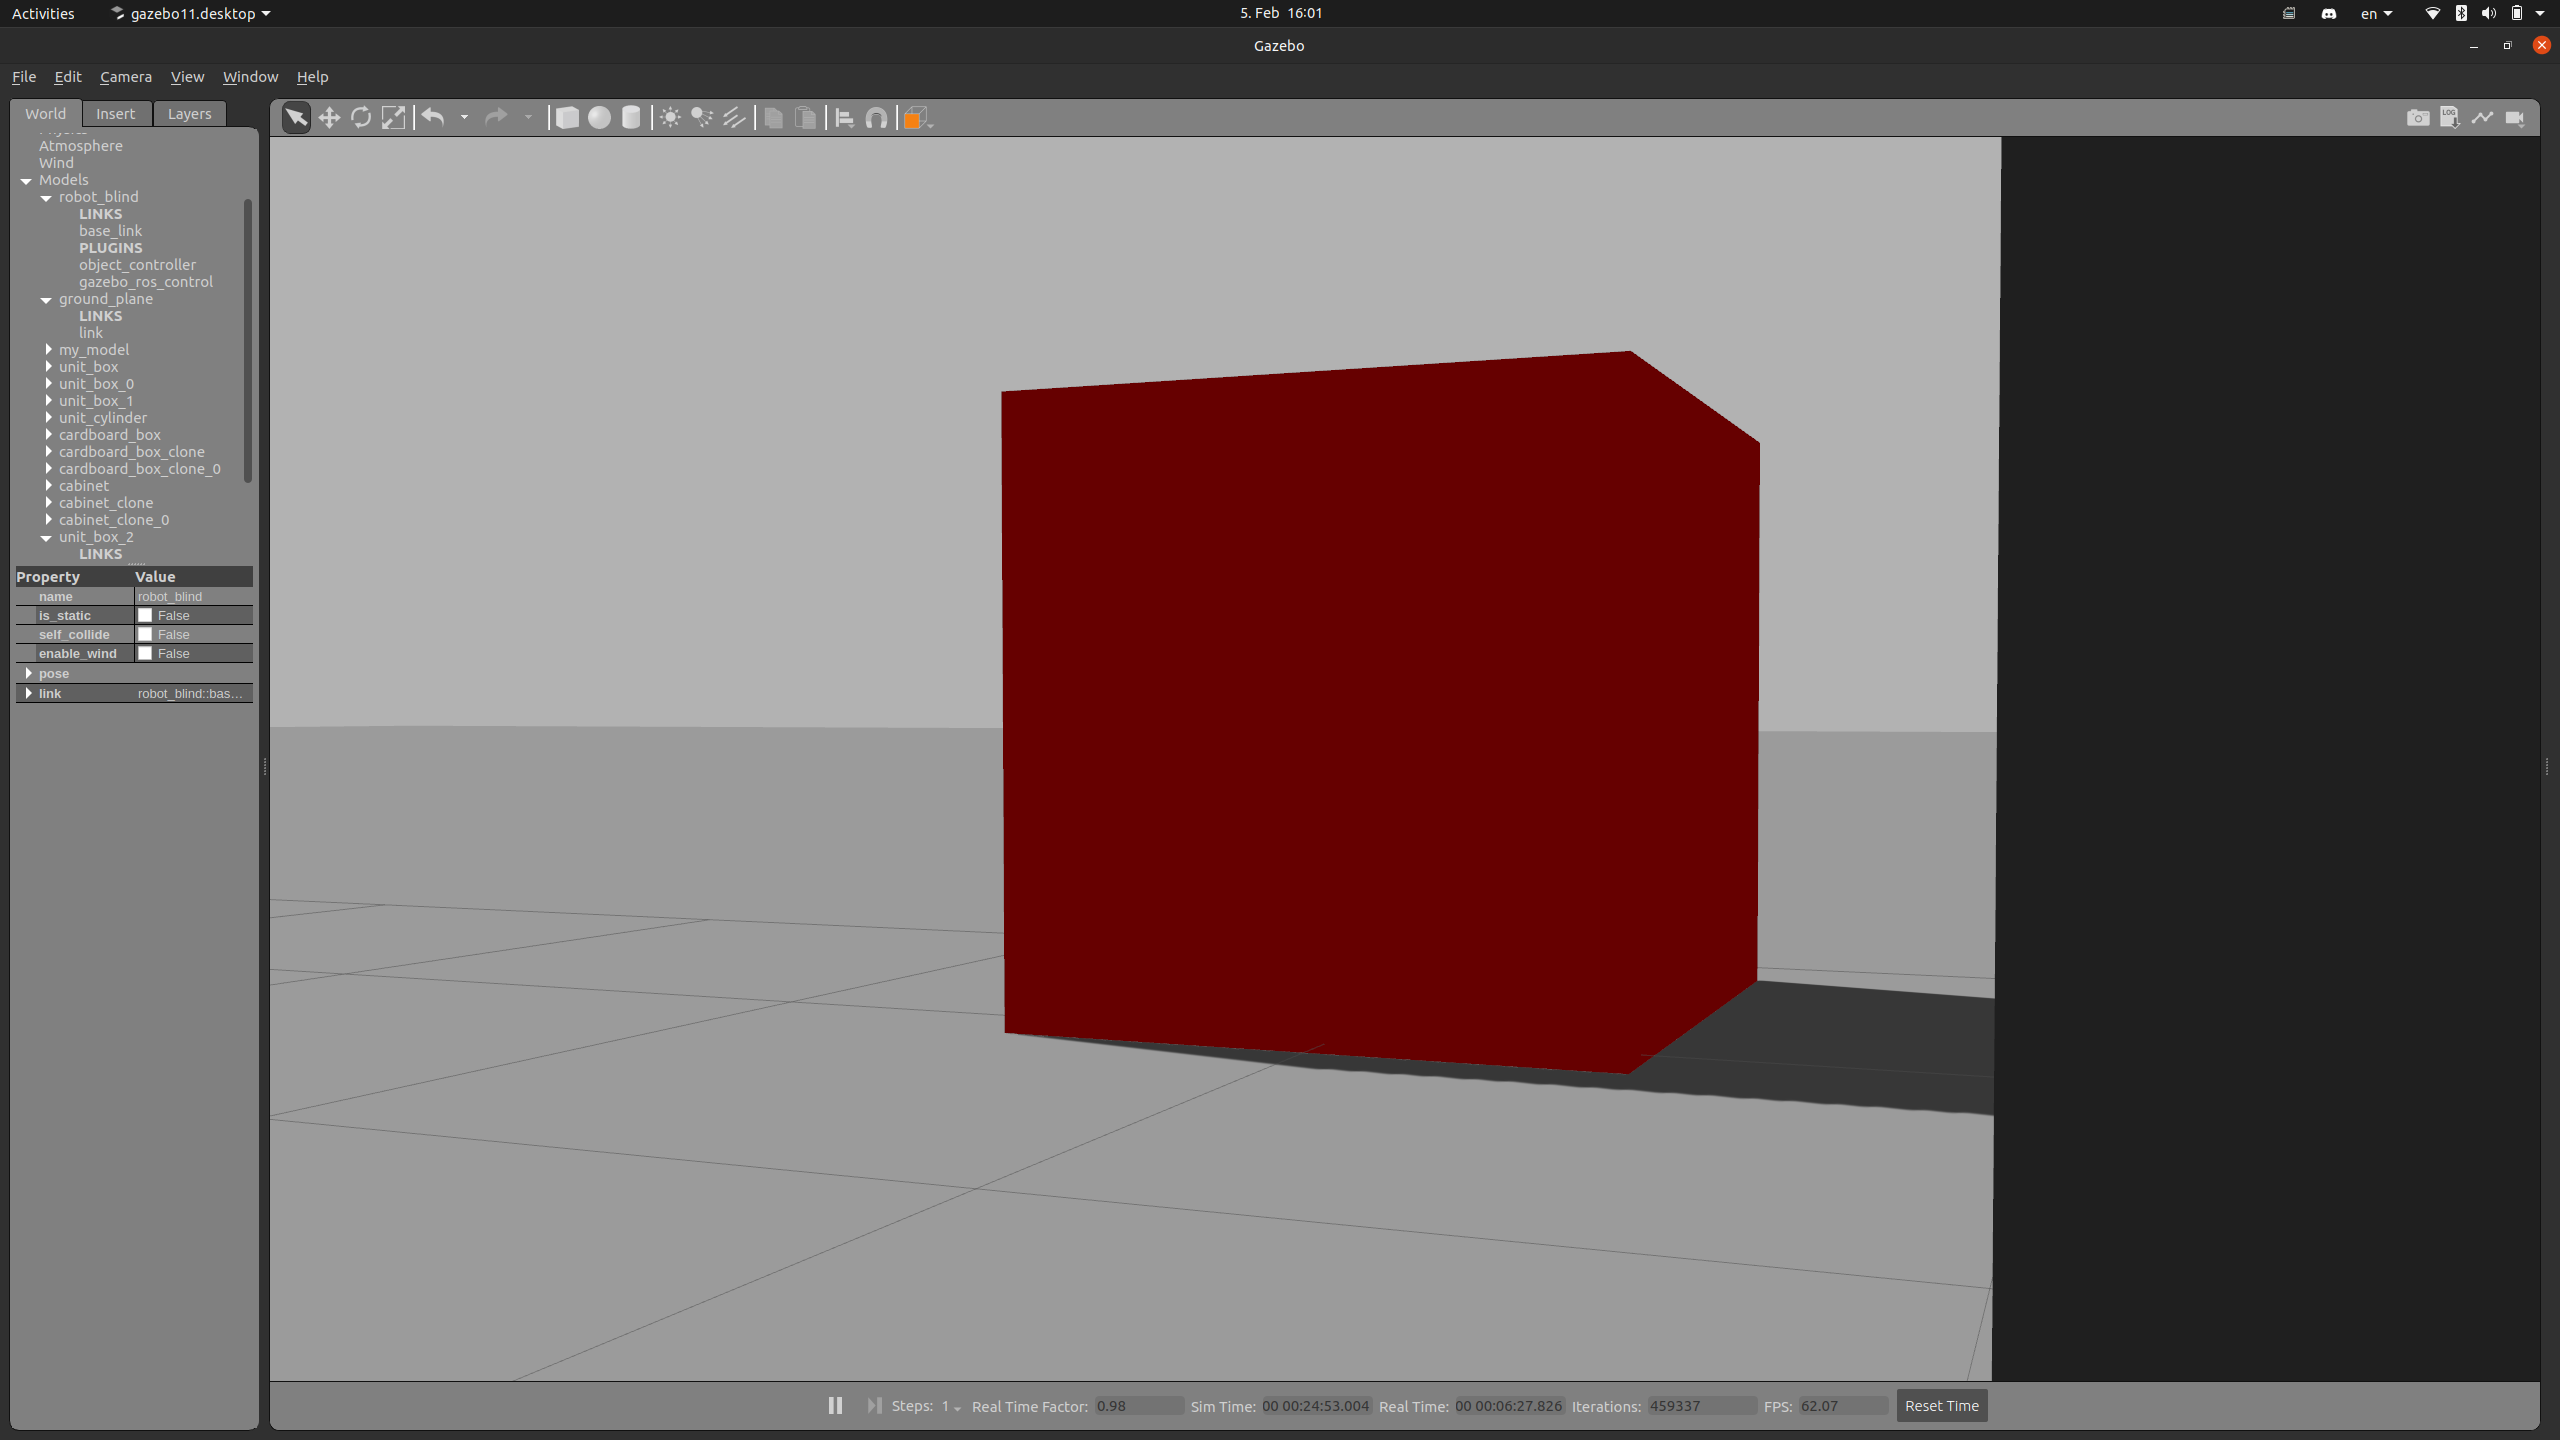 Activities gazebo11.desktop 5. Feb 16:01 en
Gazebo
File Edit Camera View Window Help
World Insert Layers
LOG
Atmosphere
Wind
Models
robot_blind
LINKS
base_link
PLUGINS
object_controller
gazebo_ros_control
ground_plane
LINKS
link
my_model
unit_box
unit_box_0
unit_box_1
unit_cylinder
cardboard_box
cardboard_box_clone
cardboard_box_clone_0
cabinet
cabinet_clone
cabinet_clone_0
unit_box_2
LINKS
Property Value
name robot_blind
is_static False
self_collide False
enable_wind False
pose
link robot_blind::bas...
Steps: 1 Real Time Factor: 0.98 Sim Time: 00 00:24:53.004 Real Time: 00 00:06:27.826 Iterations: 459337 FPS: 62.07 Reset Time